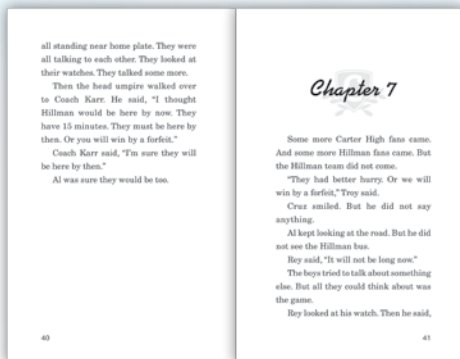 all standing near home plate. They were
all talking to each other. They looked at
their watches. They talked some more.
Then the head umpire walked over
to Coach Karr. He said, “I thought
Hillman would be here by now. They
have 15 minutes. They must be here by
then. Or you will win by a forfeit.”
Coach Karr said, “I’m sure they will
be here by then.”
Al was sure they would be too.
40
Chapter 7
Some more Carter High fans came.
And some more Hillman fans came. But
the Hillman team did not come.
“They had better hurry. Or we will
win by a forfeit,” Troy said.
Cruz smiled. But he did not say
anything.
Al kept looking at the road. But he did
not see the Hillman bus.
Rey said, “It will not be long now.”
The boys tried to talk about something
else. But all they could think about was
the game.
Rey looked at his watch. Then he said,
41